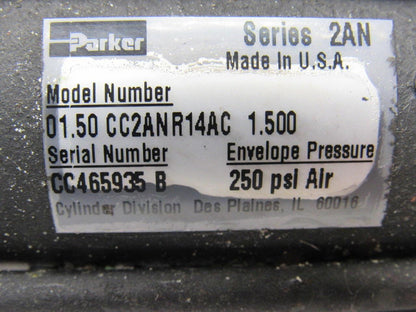 Parker Series 2AN
Made in U.S.A.
Model Number
01.50 CC2ANR14AC 1.500
Serial Number Envelope Pressure
CC465935 B 250 psi Air
Cylinder Division Des Plaines, IL 60016